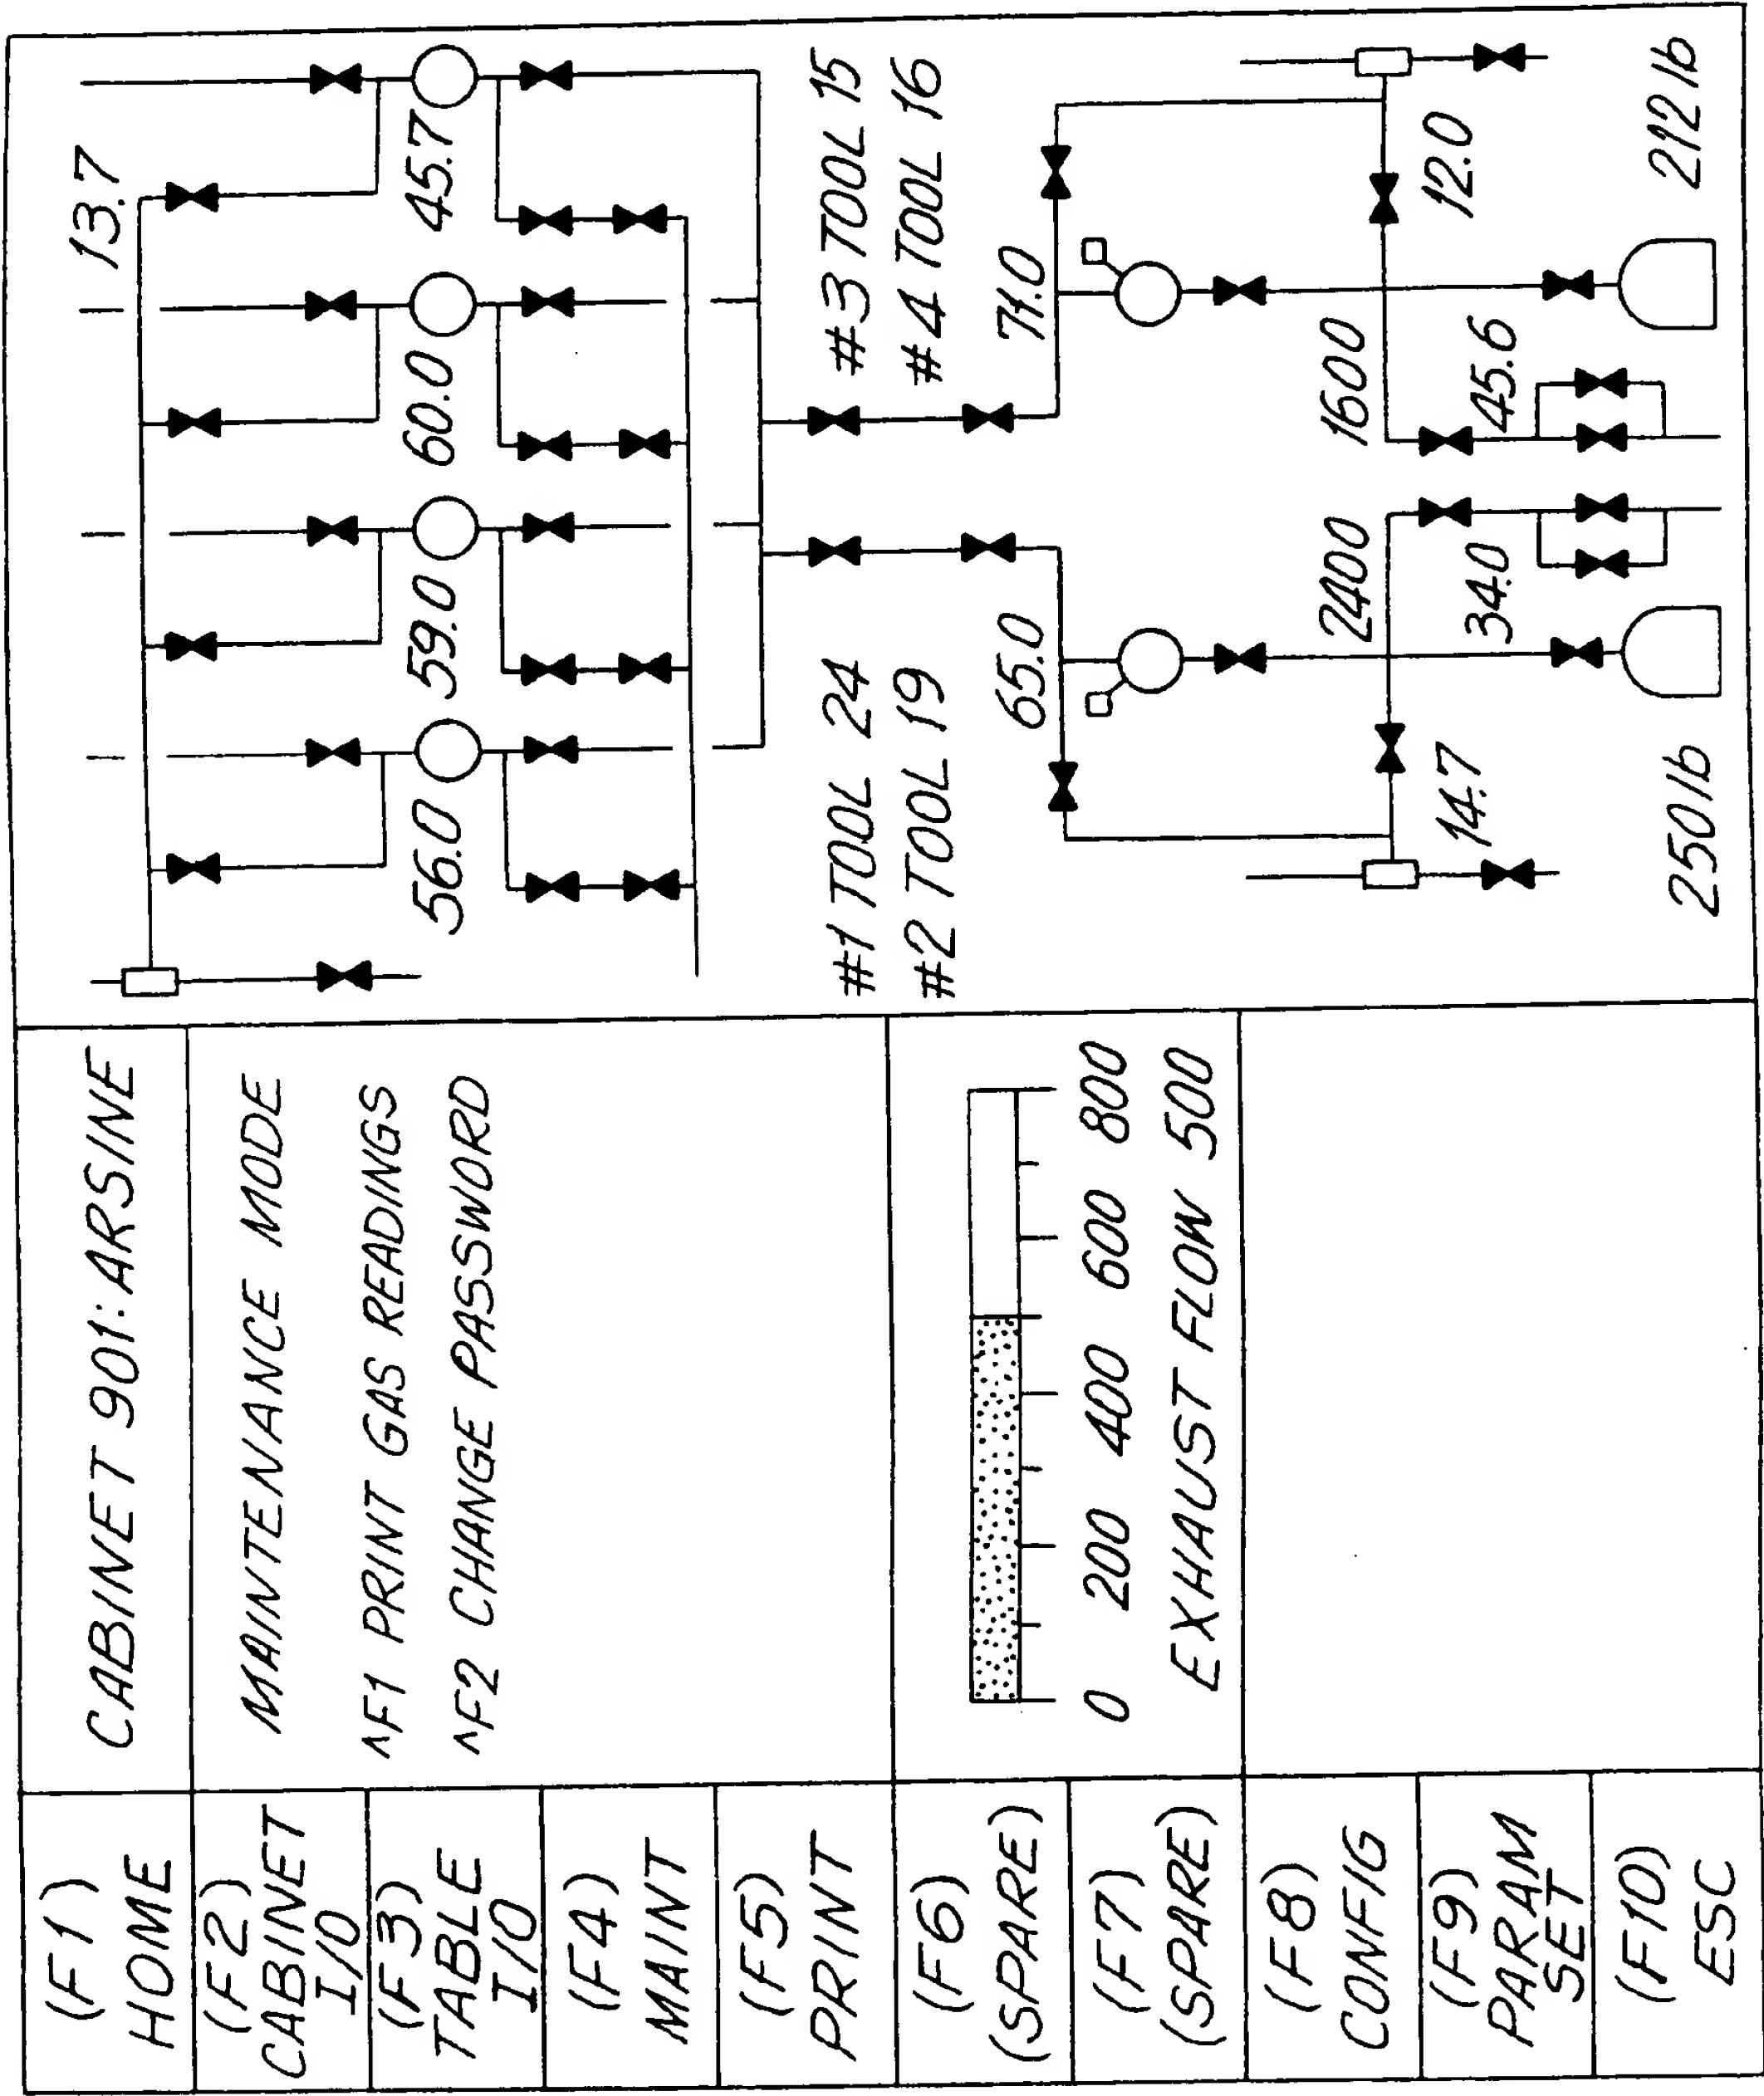 (F1)
HOME
(F2)
CABINET
I/O
(F3)
TABLE
I/O
(F4)
MAINT
(F5)
PRINT
(F6)
(SPARE)
(F7)
(SPARE)
(F8)
CONFIG
(F9)
PARAM
SET
(F10)
ESC
CABINET 901: ARSINE
MAINTENANCE MODE
^F1 PRINT GAS READINGS
^F2 CHANGE PASSWORD
0 200 400 600 800
EXHAUST FLOW 500
13.7
56.0 59.0 60.0 45.7
#1 TOOL 24 #3 TOOL 15
#2 TOOL 19 #4 TOOL 16
65.0 71.0
2400 1600
14.7 34.0 45.6 12.0
250 lb 212 lb